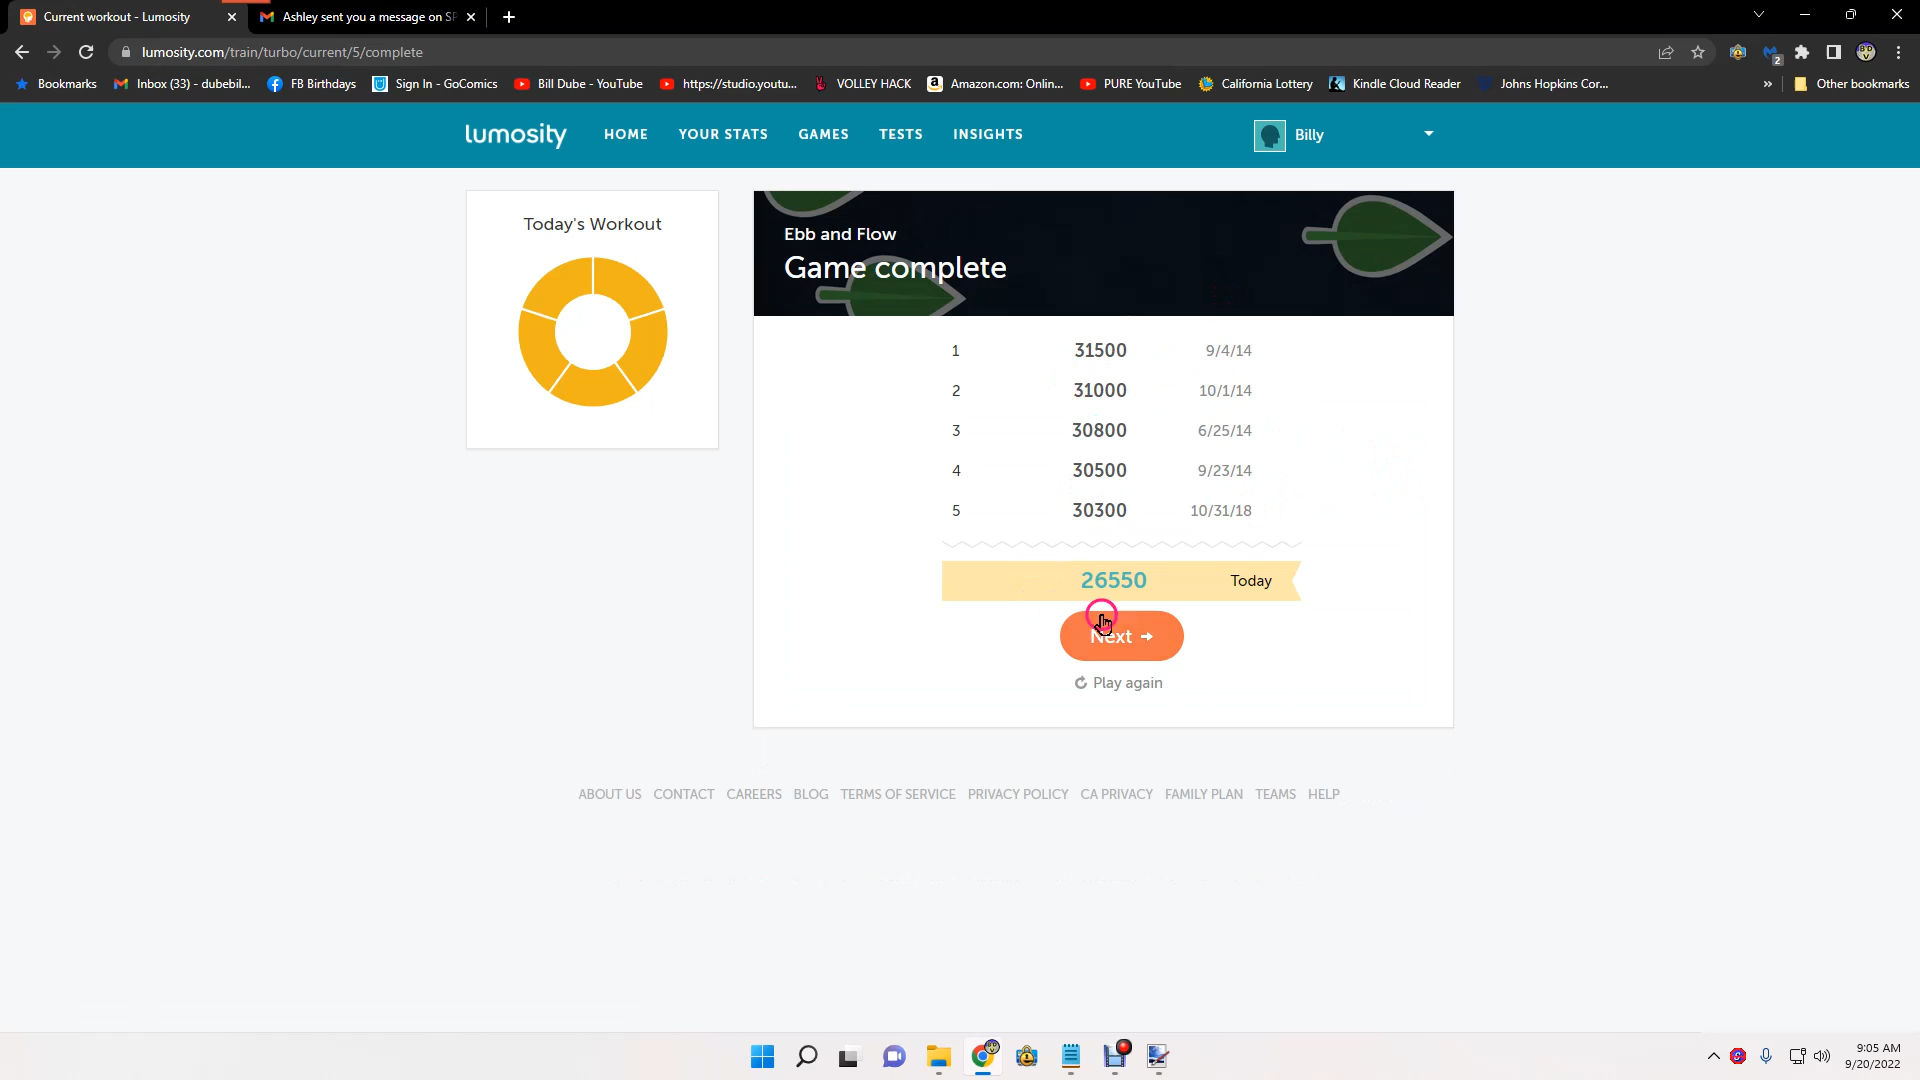 Current workout - Lumosity
Ashley sent you a message on SP
lumosity.com/train/turbo/current/5/complete
2
Bookmarks
Inbox (33) - dubebil...
FB Birthdays
Sign In - GoComics
Bill Dube - YouTube
https://studio.youtu...
VOLLEY HACK
Amazon.com: Onlin...
PURE YouTube
California Lottery
Kindle Cloud Reader
Johns Hopkins Cor...
»
Other bookmarks
lumosity
HOME
YOUR STATS
GAMES
TESTS
INSIGHTS
Billy
Today's Workout
Ebb and Flow
Game complete
1 31500 9/4/14
2 31000 10/1/14
3 30800 6/25/14
4 30500 9/23/14
5 30300 10/31/18
26550 Today
Next
Play again
ABOUT US CONTACT CAREERS BLOG TERMS OF SERVICE PRIVACY POLICY CA PRIVACY FAMILY PLAN TEAMS HELP
9:05 AM
9/20/2022